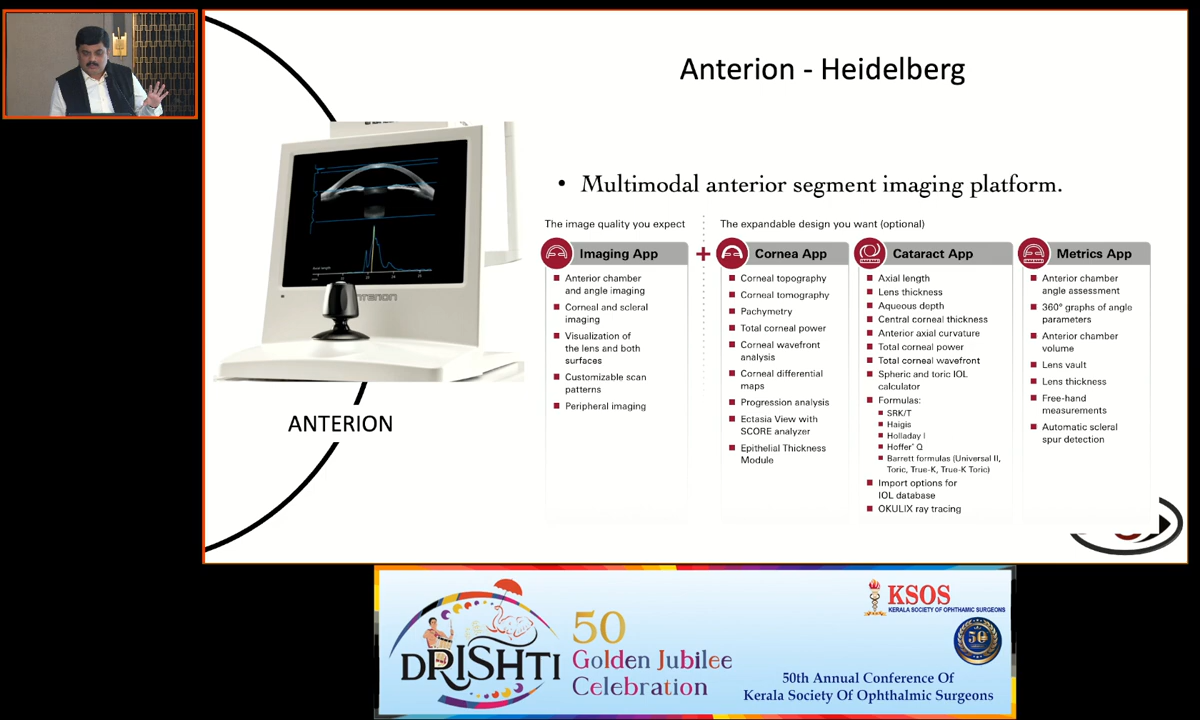 Anterion - Heidelberg
• Multimodal anterior segment imaging platform.
The image quality you expect
The expandable design you want (optional)
Imaging App
Anterior chamber
and angle imaging
Corneal and scleral
imaging
Visualization of
the lens and both
surfaces
Customizable scan
patterns
Peripheral imaging
+
Cornea App
Corneal topography
Corneal tomography
Pachymetry
Total corneal power
Corneal wavefront
analysis
Corneal differential
maps
Progression analysis
Ectasia View with
SCORE analyzer
Epithelial Thickness
Module
Cataract App
Axial length
Lens thickness
Aqueous depth
Central corneal thickness
Anterior axial curvature
Total corneal power
Total corneal wavefront
Spheric and toric IOL
calculator
Formulas:
SRK/T
Haigis
Holladay I
Hoffer' Q
Barrett formulas (Universal II,
Toric, True-K, True-K Toric)
Import options for
IOL database
OKULIX ray tracing
Metrics App
Anterior chamber
angle assessment
360° graphs of angle
parameters
Anterior chamber
volume
Lens vault
Lens thickness
Free-hand
measurements
Automatic scleral
spur detection
ANTERION
DRISHTI
50
Golden Jubilee
Celebration
KSOS
KERALA SOCIETY OF OPHTHAMIC SURGEONS
50
50th Annual Conference Of
Kerala Society Of Ophthalmic Surgeons